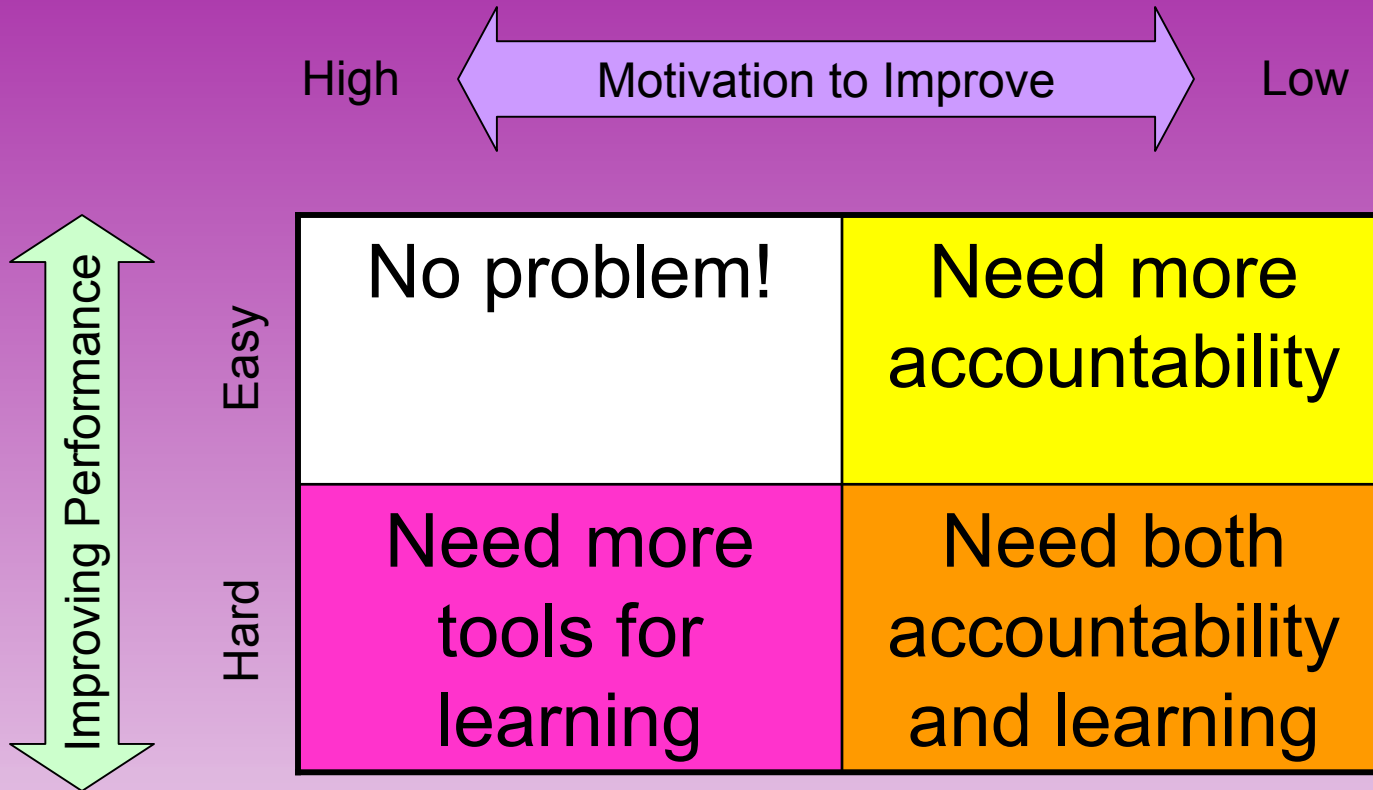 High
Motivation to Improve
Low
Improving Performance
Easy
No problem!
Need more
accountability
Hard
Need more
tools for
learning
Need both
accountability
and learning